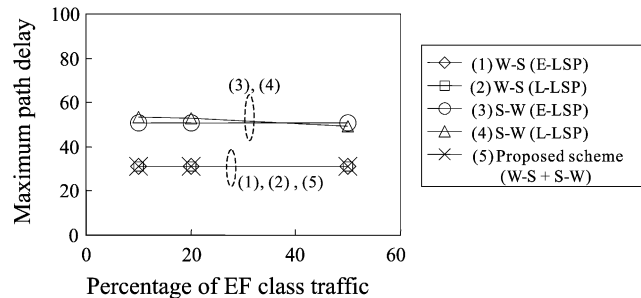 100
80
60
40
20
0
Maximum path delay
(3), (4)
(1), (2) , (5)
0
20
40
60
Percentage of EF class traffic
(1) W-S (E-LSP)
(2) W-S (L-LSP)
(3) S-W (E-LSP)
(4) S-W (L-LSP)
(5) Proposed scheme
(W-S + S-W)